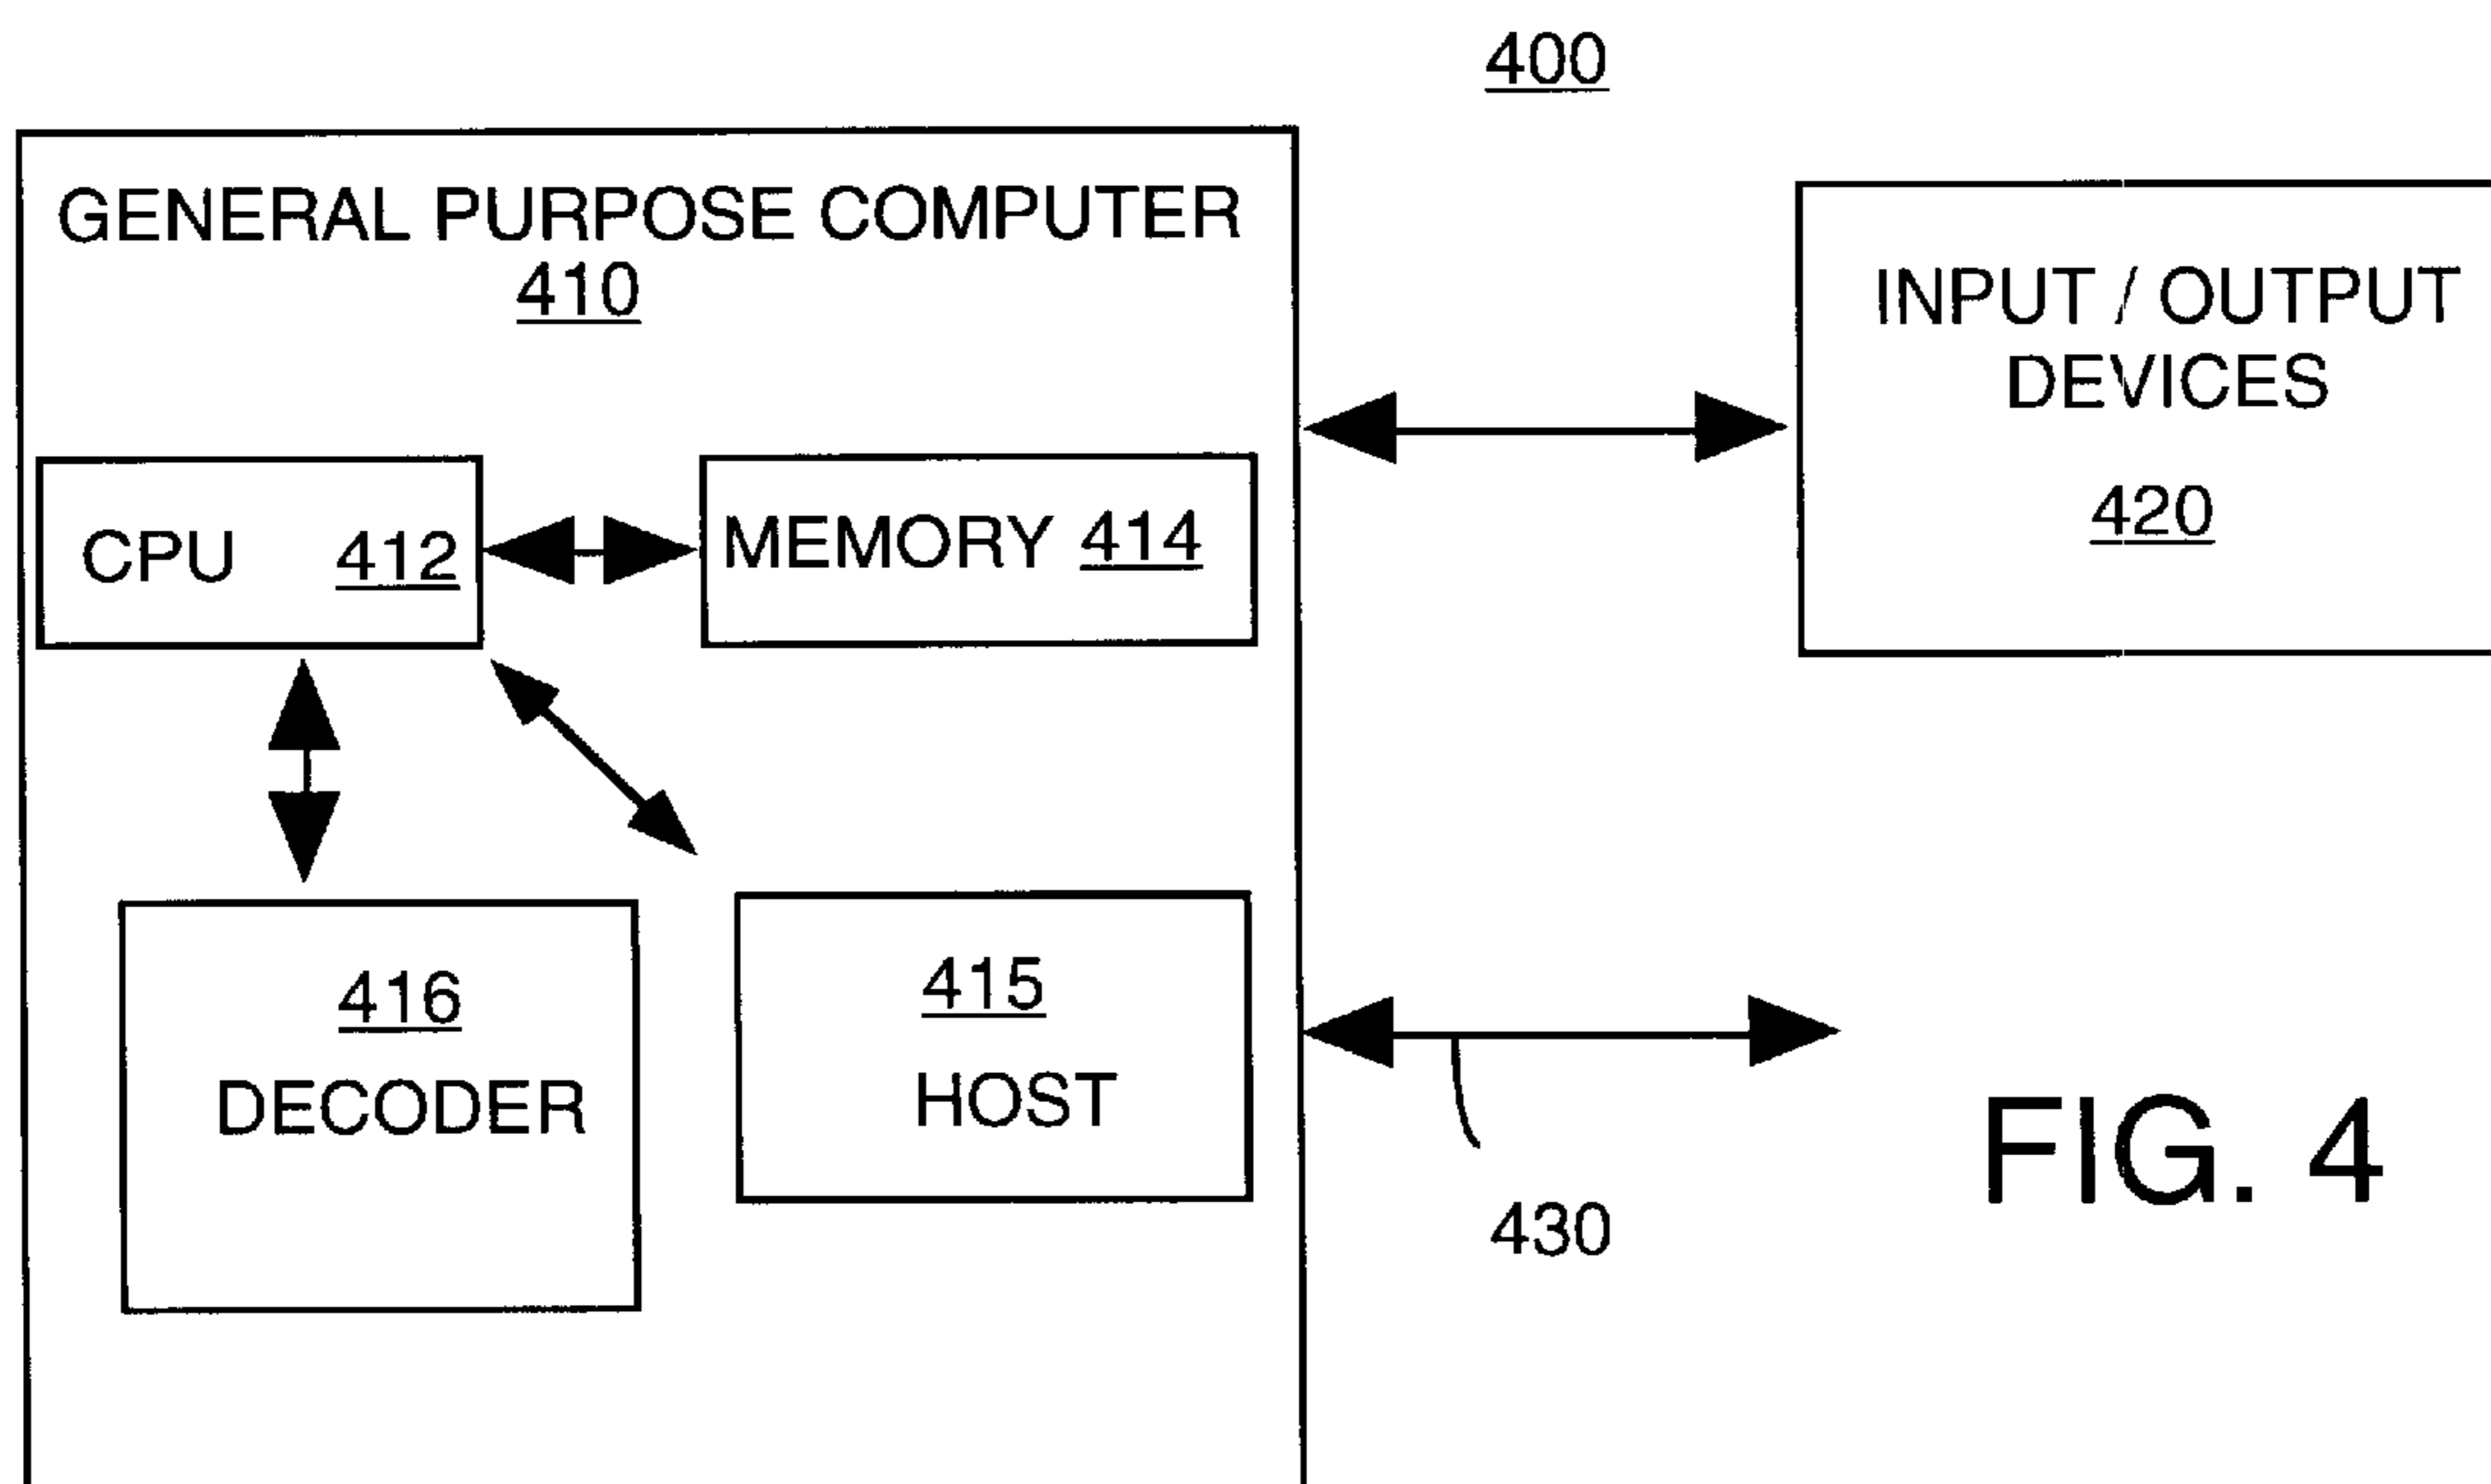 400
GENERAL PURPOSE COMPUTER
410
INPUT / OUTPUT
DEVICES
420
CPU 412
MEMORY 414
416
DECODER
415
HOST
430
FIG. 4